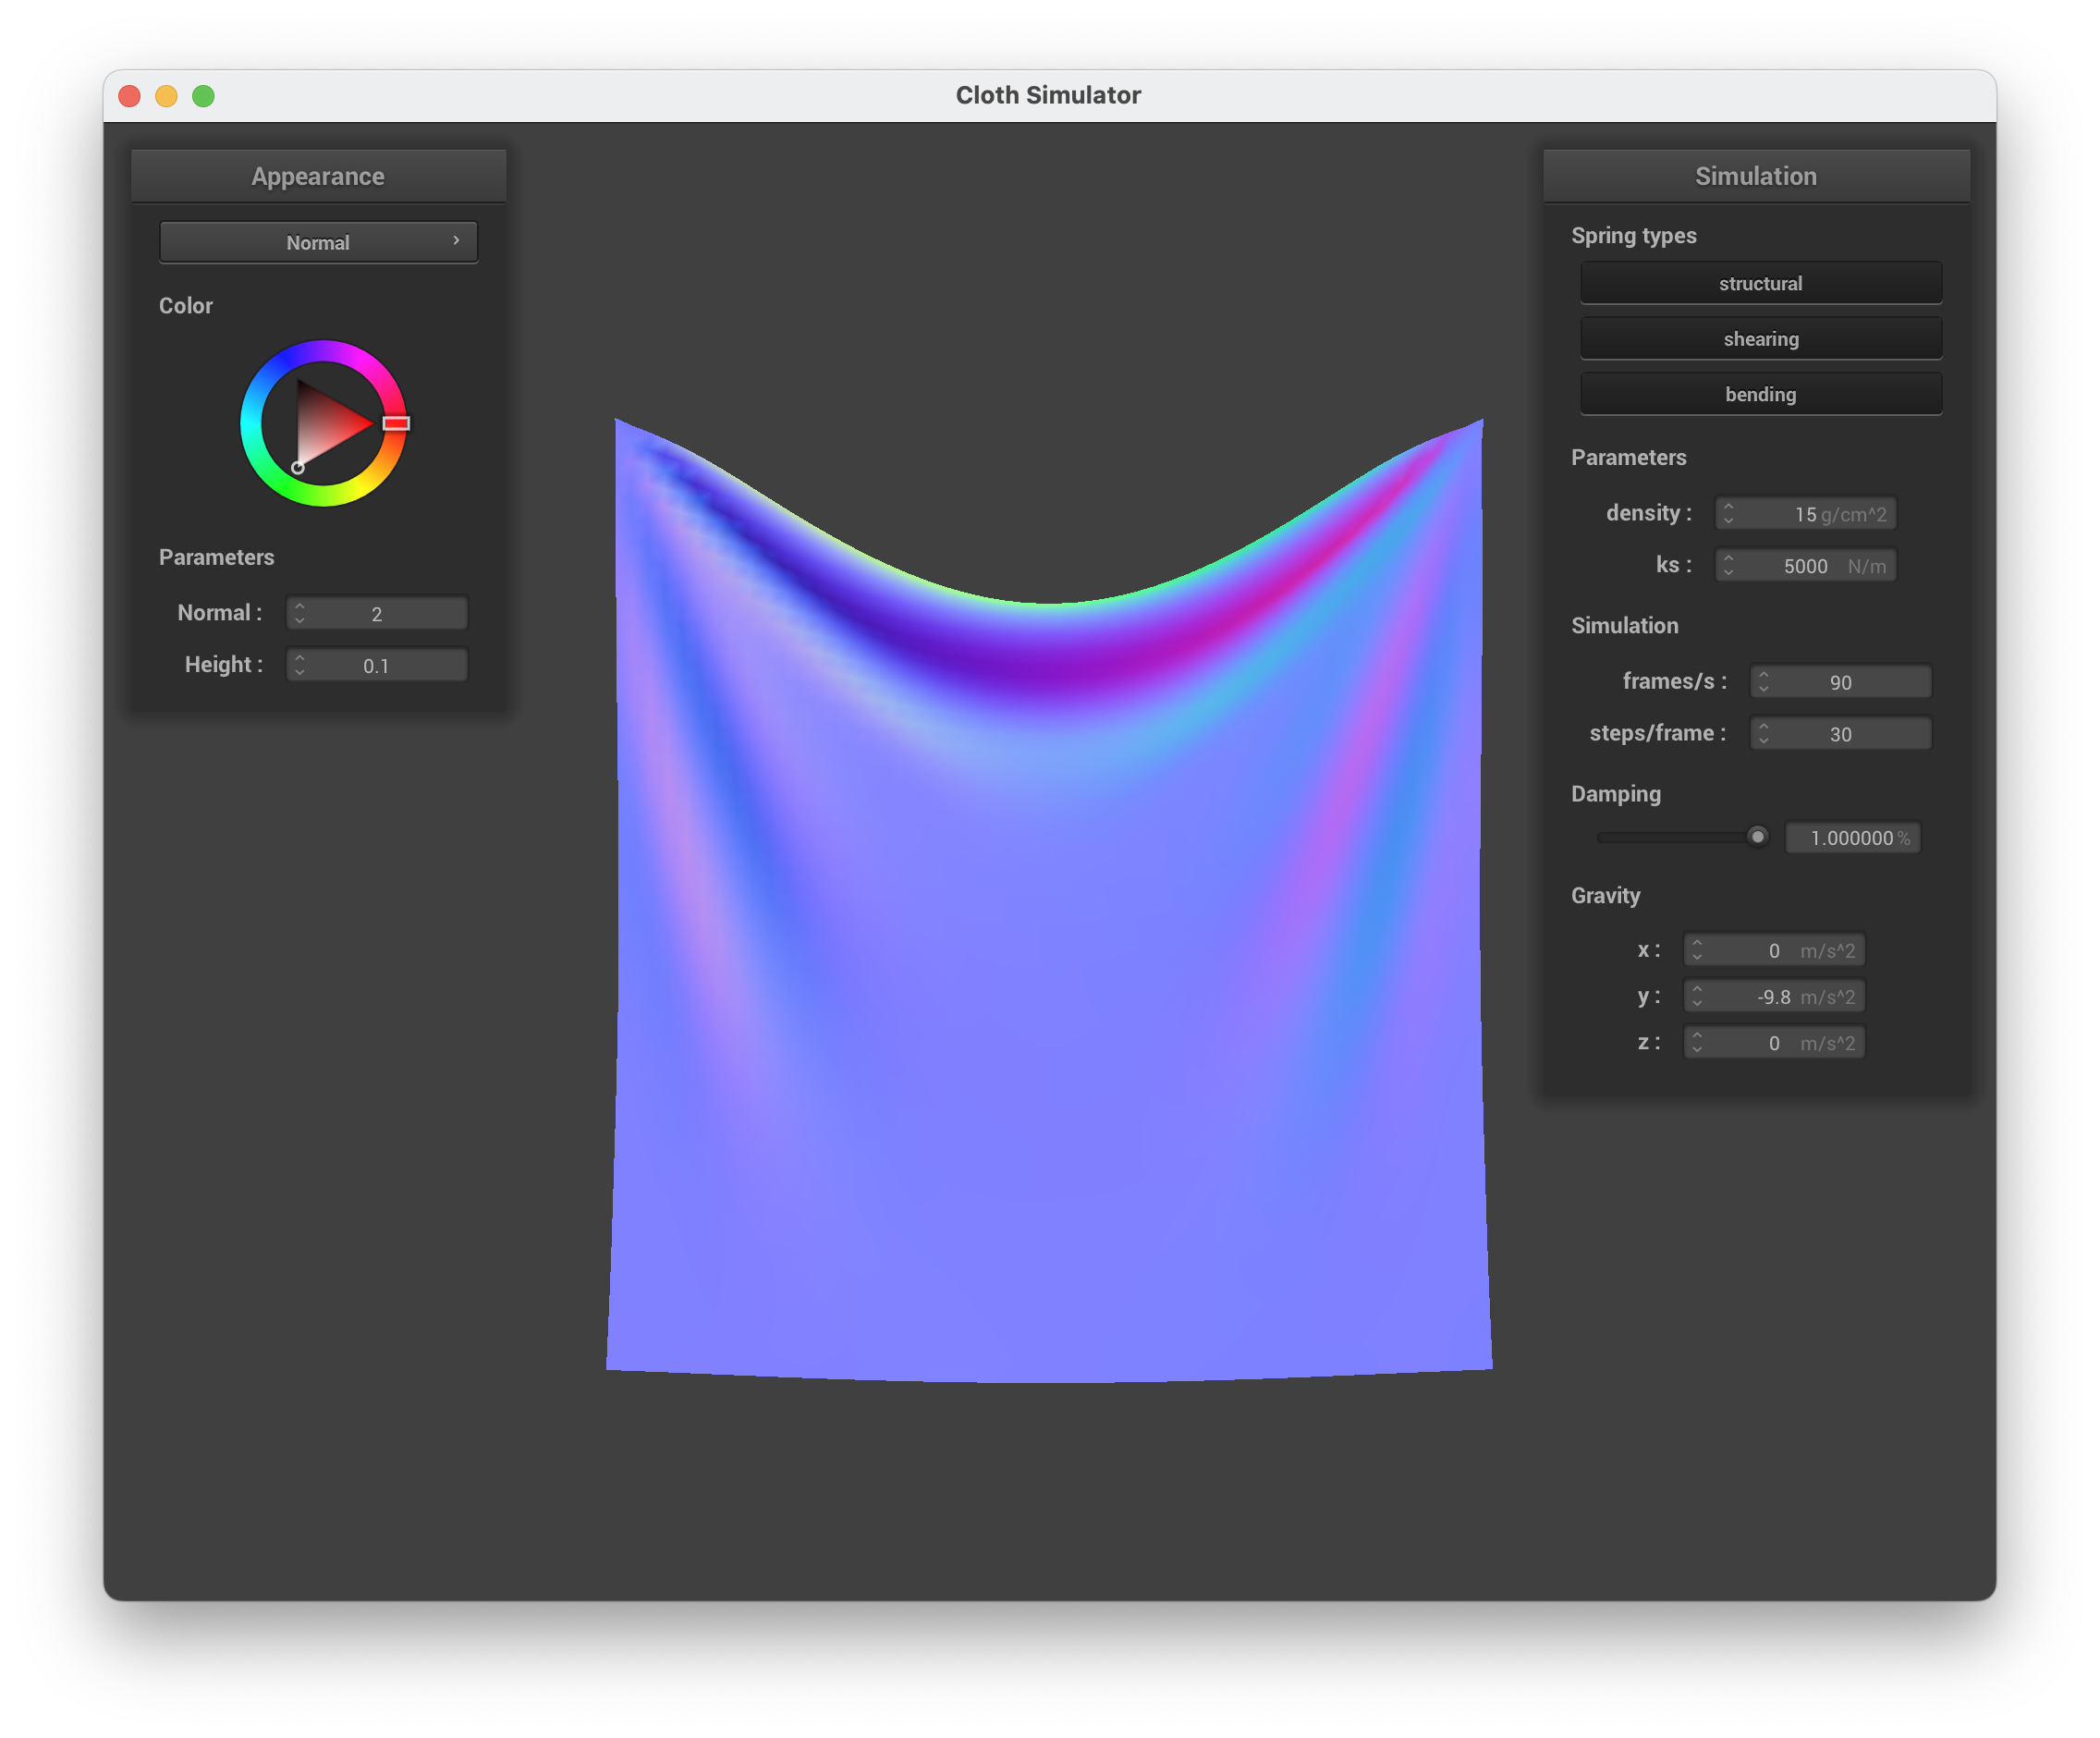 Cloth Simulator
Appearance
Normal
Color
Parameters
Normal : 2
Height : 0.1
Simulation
Spring types
structural
shearing
bending
Parameters
density : 15 g/cm^2
ks : 5000 N/m
Simulation
frames/s : 90
steps/frame : 30
Damping
1.000000 %
Gravity
x : 0 m/s^2
y : -9.8 m/s^2
z : 0 m/s^2